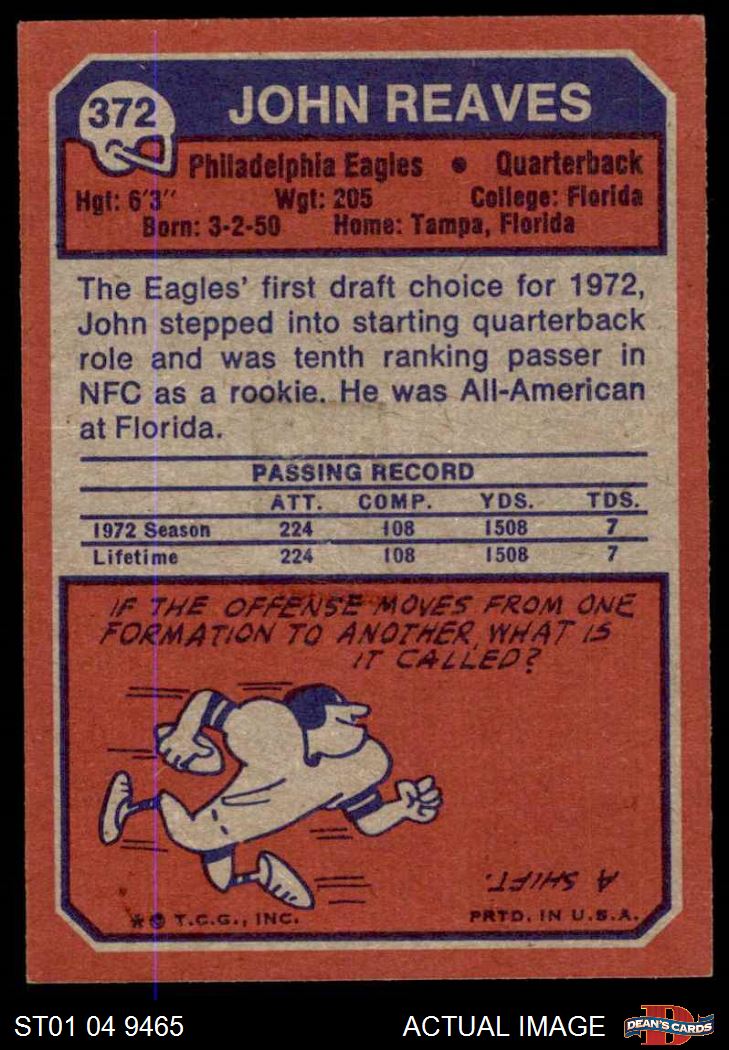 372
JOHN REAVES
Philadelphia Eagles • Quarterback
Hgt: 6'3" Wgt: 205 College: Florida
Born: 3-2-50 Home: Tampa, Florida
The Eagles' first draft choice for 1972,
John stepped into starting quarterback
role and was tenth ranking passer in
NFC as a rookie. He was All-American
at Florida.
PASSING RECORD
ATT. COMP. YDS. TDS.
1972 Season 224 108 1508 7
Lifetime 224 108 1508 7
IF THE OFFENSE MOVES FROM ONE
FORMATION TO ANOTHER, WHAT IS
IT CALLED?
A SHIFT.
* © T.C.G., INC. PRTD. IN U.S.A.
ST01 04 9465 ACTUAL IMAGE DEAN'S CARDS